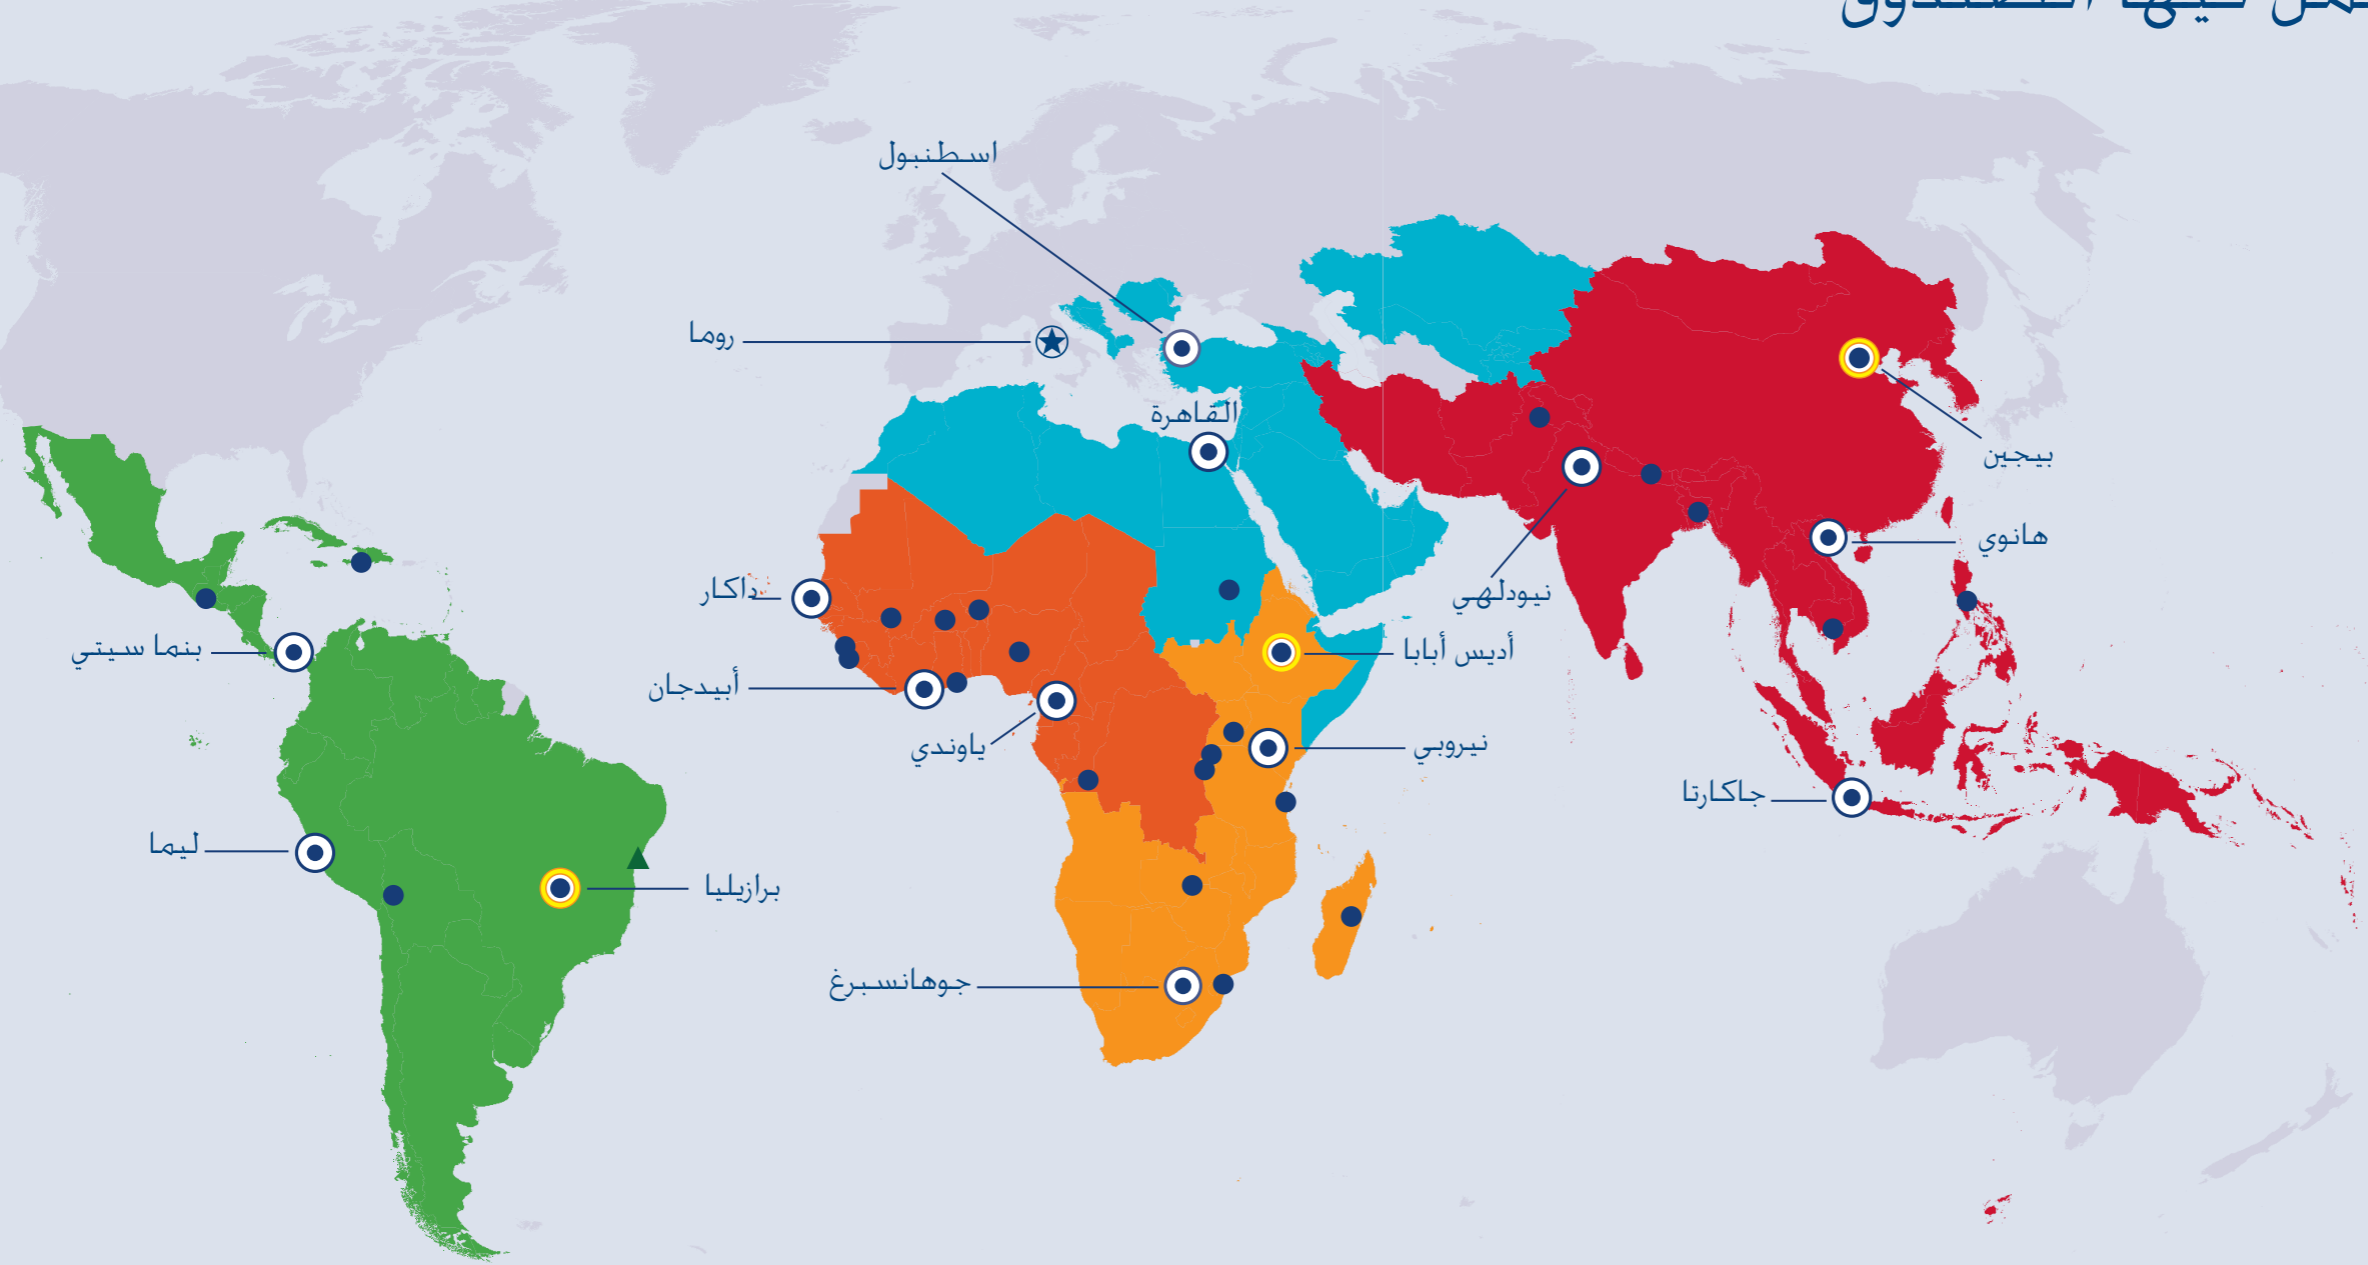 اسطنبول
روما
القاهرة
بيجين
هانوي
نيودلهي
داكار
أديس أبابا
بنما سيتي
أبيدجان
ياوندي
نيروبي
جاكارتا
ليما
برازيليا
جوهانسبرغ